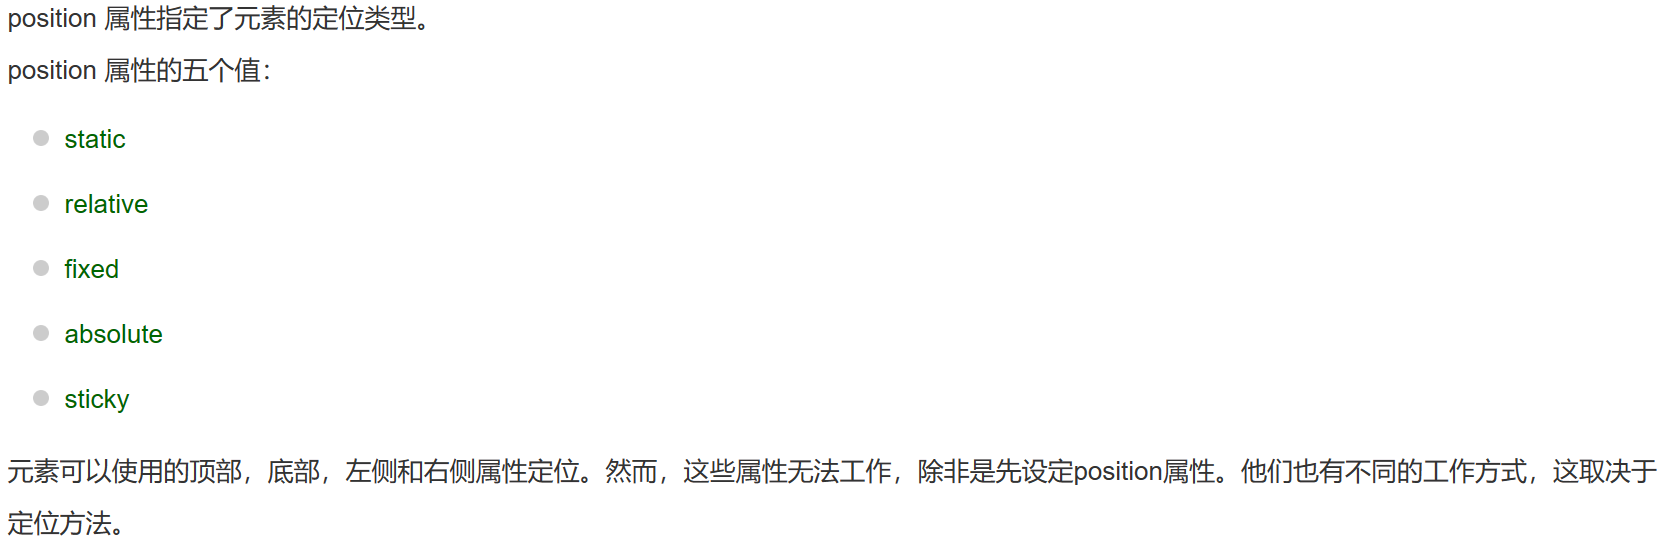 position 属性指定了元素的定位类型。
position 属性的五个值：
static
relative
fixed
absolute
sticky
元素可以使用的顶部，底部，左侧和右侧属性定位。然而，这些属性无法工作，除非是先设定position属性。他们也有不同的工作方式，这取决于
定位方法。